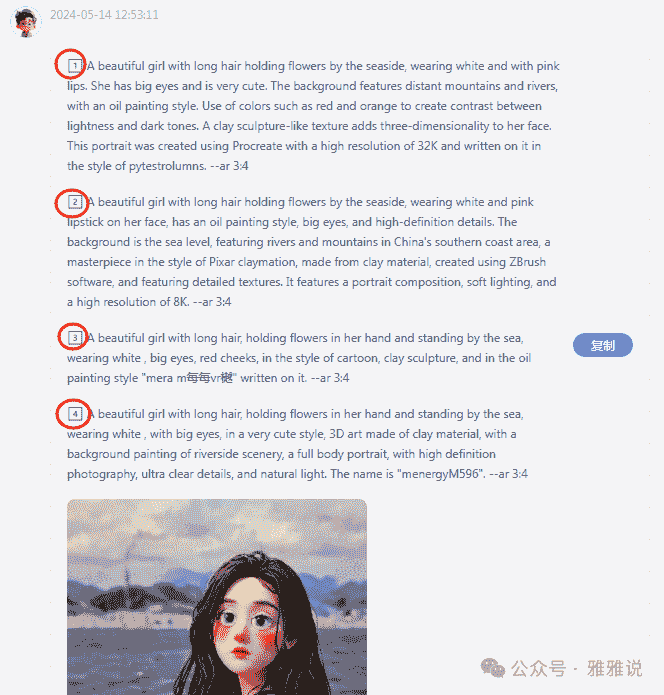 2024-05-14 12:53:11
1 A beautiful girl with long hair holding flowers by the seaside, wearing white and with pink
lips. She has big eyes and is very cute. The background features distant mountains and rivers,
with an oil painting style. Use of colors such as red and orange to create contrast between
lightness and dark tones. A clay sculpture-like texture adds three-dimensionality to her face.
This portrait was created using Procreate with a high resolution of 32K and written on it in
the style of pytestrolumns. --ar 3:4
2 A beautiful girl with long hair holding flowers by the seaside, wearing white and pink
lipstick on her face, has an oil painting style, big eyes, and high-definition details. The
background is the sea level, featuring rivers and mountains in China's southern coast area, a
masterpiece in the style of Pixar claymation, made from clay material, created using ZBrush
software, and featuring detailed textures. It features a portrait composition, soft lighting, and
a high resolution of 8K. --ar 3:4
3 A beautiful girl with long hair, holding flowers in her hand and standing by the sea,
wearing white , big eyes, red cheeks, in the style of cartoon, clay sculpture, and in the oil
painting style "mera m每每vr樾" written on it. --ar 3:4
复制
4 A beautiful girl with long hair, holding flowers in her hand and standing by the sea,
wearing white , with big eyes, in a very cute style, 3D art made of clay material, with a
background painting of riverside scenery, a full body portrait, with high definition
photography, ultra clear details, and natural light. The name is "menergyM596". --ar 3:4
公众号 · 雅雅说